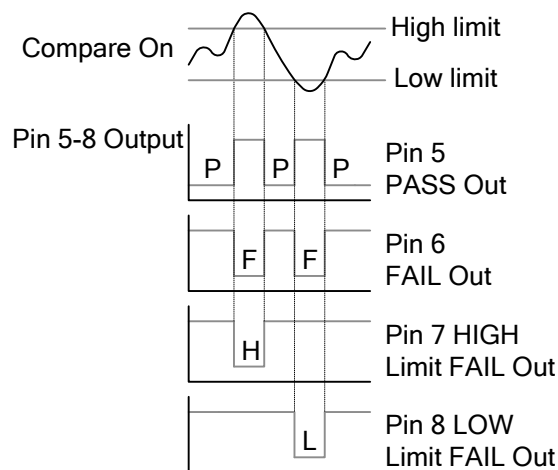 High limit
Compare On
Low limit
Pin 5-8 Output
P P P
Pin 5
PASS Out
F F
Pin 6
FAIL Out
H
Pin 7 HIGH
Limit FAIL Out
L
Pin 8 LOW
Limit FAIL Out